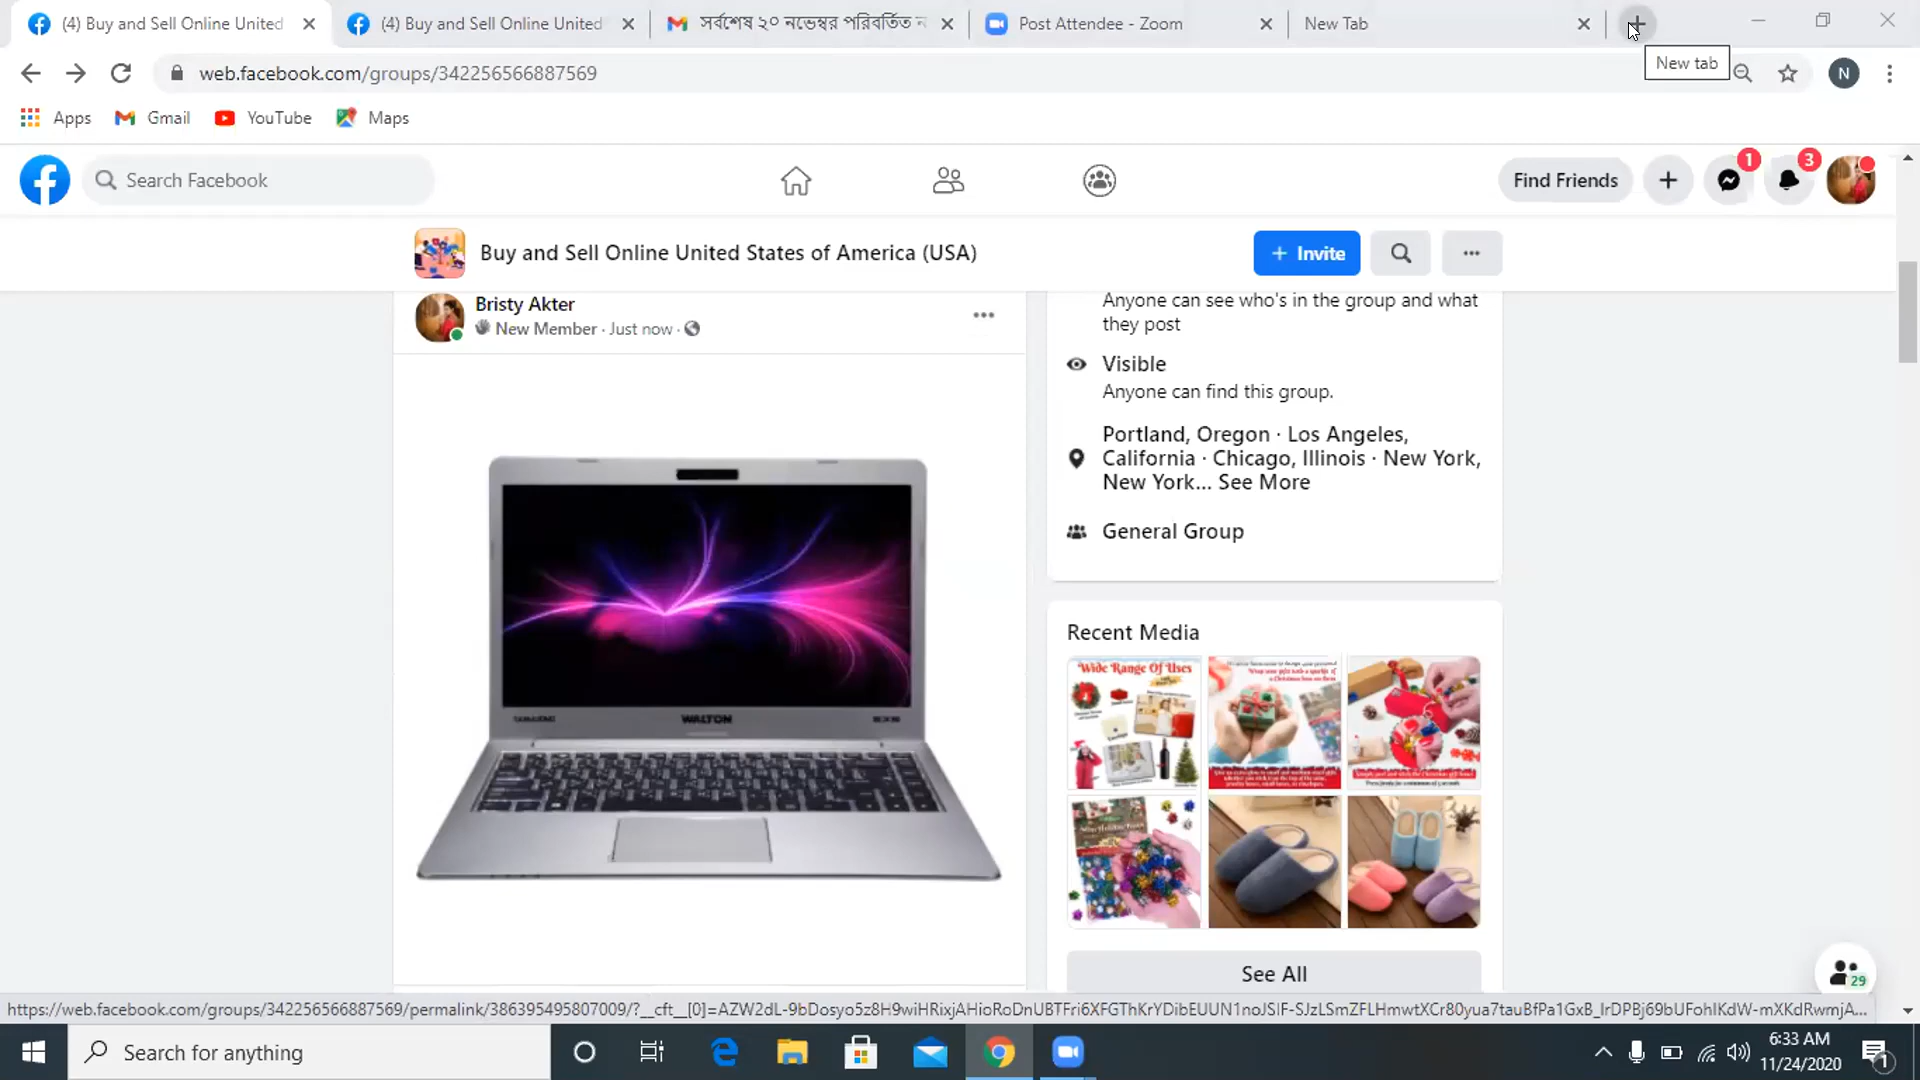 (4) Buy and Sell Online United
(4) Buy and Sell Online United
সর্বশেষ ২০ নভেম্বর পরিবর্তিত ন
Post Attendee - Zoom
New Tab
New tab
web.facebook.com/groups/342256566887569
N
Apps
Gmail
YouTube
Maps
Search Facebook
Find Friends
1
3
Buy and Sell Online United States of America (USA)
+ Invite
Bristy Akter
New Member · Just now ·
WALTON
Anyone can see who's in the group and what
they post
Visible
Anyone can find this group.
Portland, Oregon · Los Angeles,
California · Chicago, Illinois · New York,
New York... See More
General Group
Recent Media
Wide Range Of Uses
See All
29
Search for anything
6:33 AM
11/24/2020
1